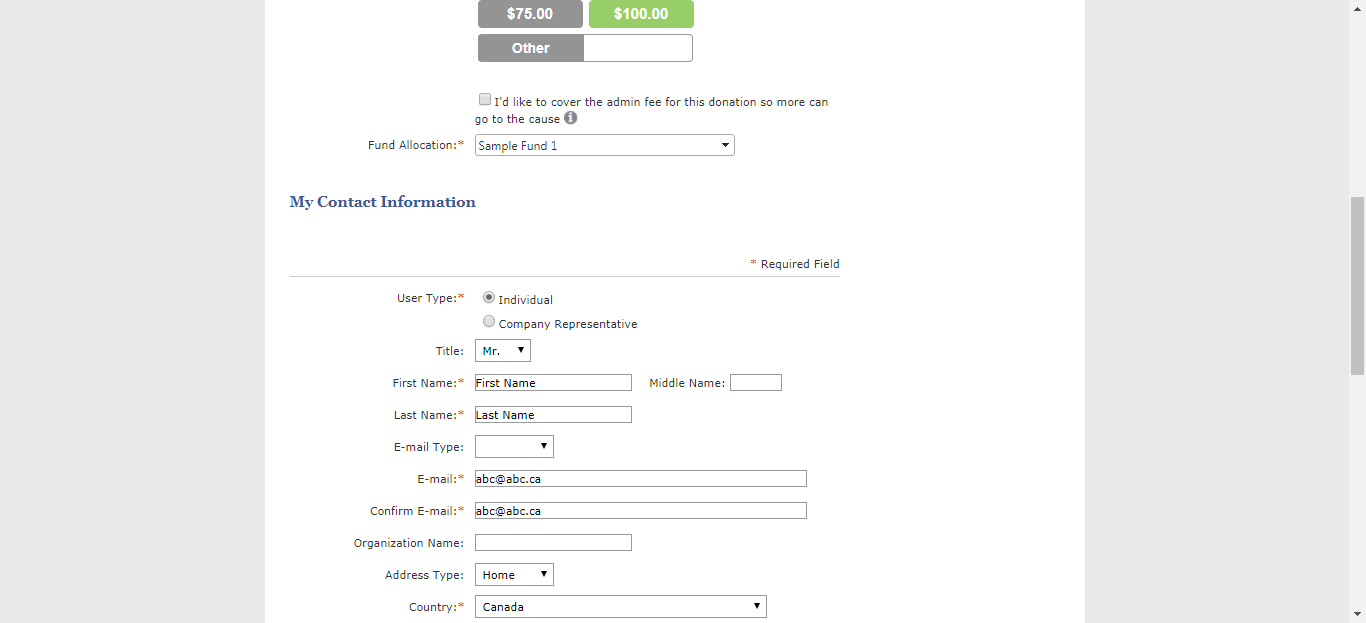 $75.00 $100.00
Other
I'd like to cover the admin fee for this donation so more can
go to the cause
Fund Allocation:* Sample Fund 1
My Contact Information
* Required Field
User Type:* Individual
Company Representative
Title: Mr.
First Name:* First Name Middle Name:
Last Name:* Last Name
E-mail Type:
E-mail:* abc@abc.ca
Confirm E-mail:* abc@abc.ca
Organization Name:
Address Type: Home
Country:* Canada